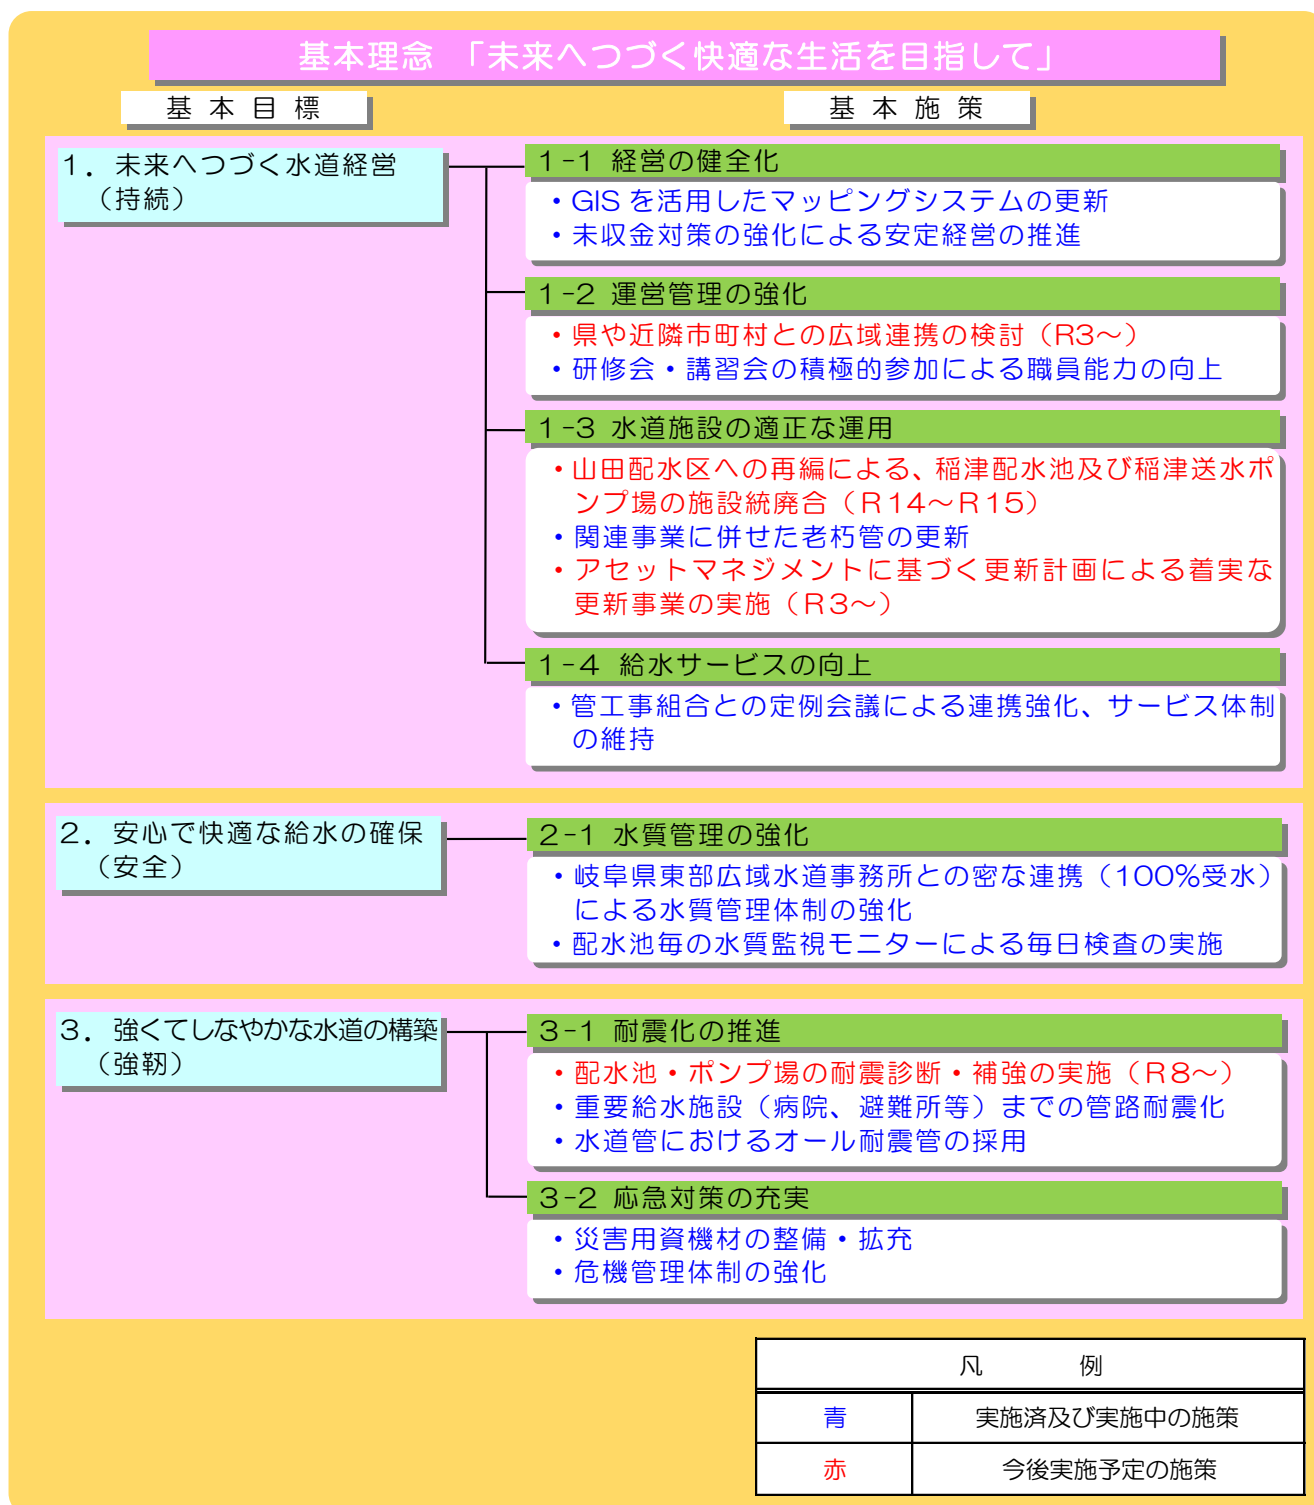 基本理念 「未来へつづく快適な生活を目指して」
基本目標
基本施策
1．未来へつづく水道経営
（持続）
1-1 経営の健全化
・GISを活用したマッピングシステムの更新
・未収金対策の強化による安定経営の推進
1-2 運営管理の強化
・県や近隣市町村との広域連携の検討（R3～）
・研修会・講習会の積極的参加による職員能力の向上
1-3 水道施設の適正な運用
・山田配水区への再編による、稲津配水池及び稲津送水ポ
ンプ場の施設統廃合（R14～R15）
・関連事業に併せた老朽管の更新
・アセットマネジメントに基づく更新計画による着実な
更新事業の実施（R3～）
1-4 給水サービスの向上
・管工事組合との定例会議による連携強化、サービス体制
の維持
2．安心で快適な給水の確保
（安全）
2-1 水質管理の強化
・岐阜県東部広域水道事務所との密な連携（100%受水）
による水質管理体制の強化
・配水池毎の水質監視モニターによる毎日検査の実施
3．強くてしなやかな水道の構築
（強靭）
3-1 耐震化の推進
・配水池・ポンプ場の耐震診断・補強の実施（R8～）
・重要給水施設（病院、避難所等）までの管路耐震化
・水道管におけるオール耐震管の採用
3-2 応急対策の充実
・災害用資機材の整備・拡充
・危機管理体制の強化
凡例
青 実施済及び実施中の施策
赤 今後実施予定の施策